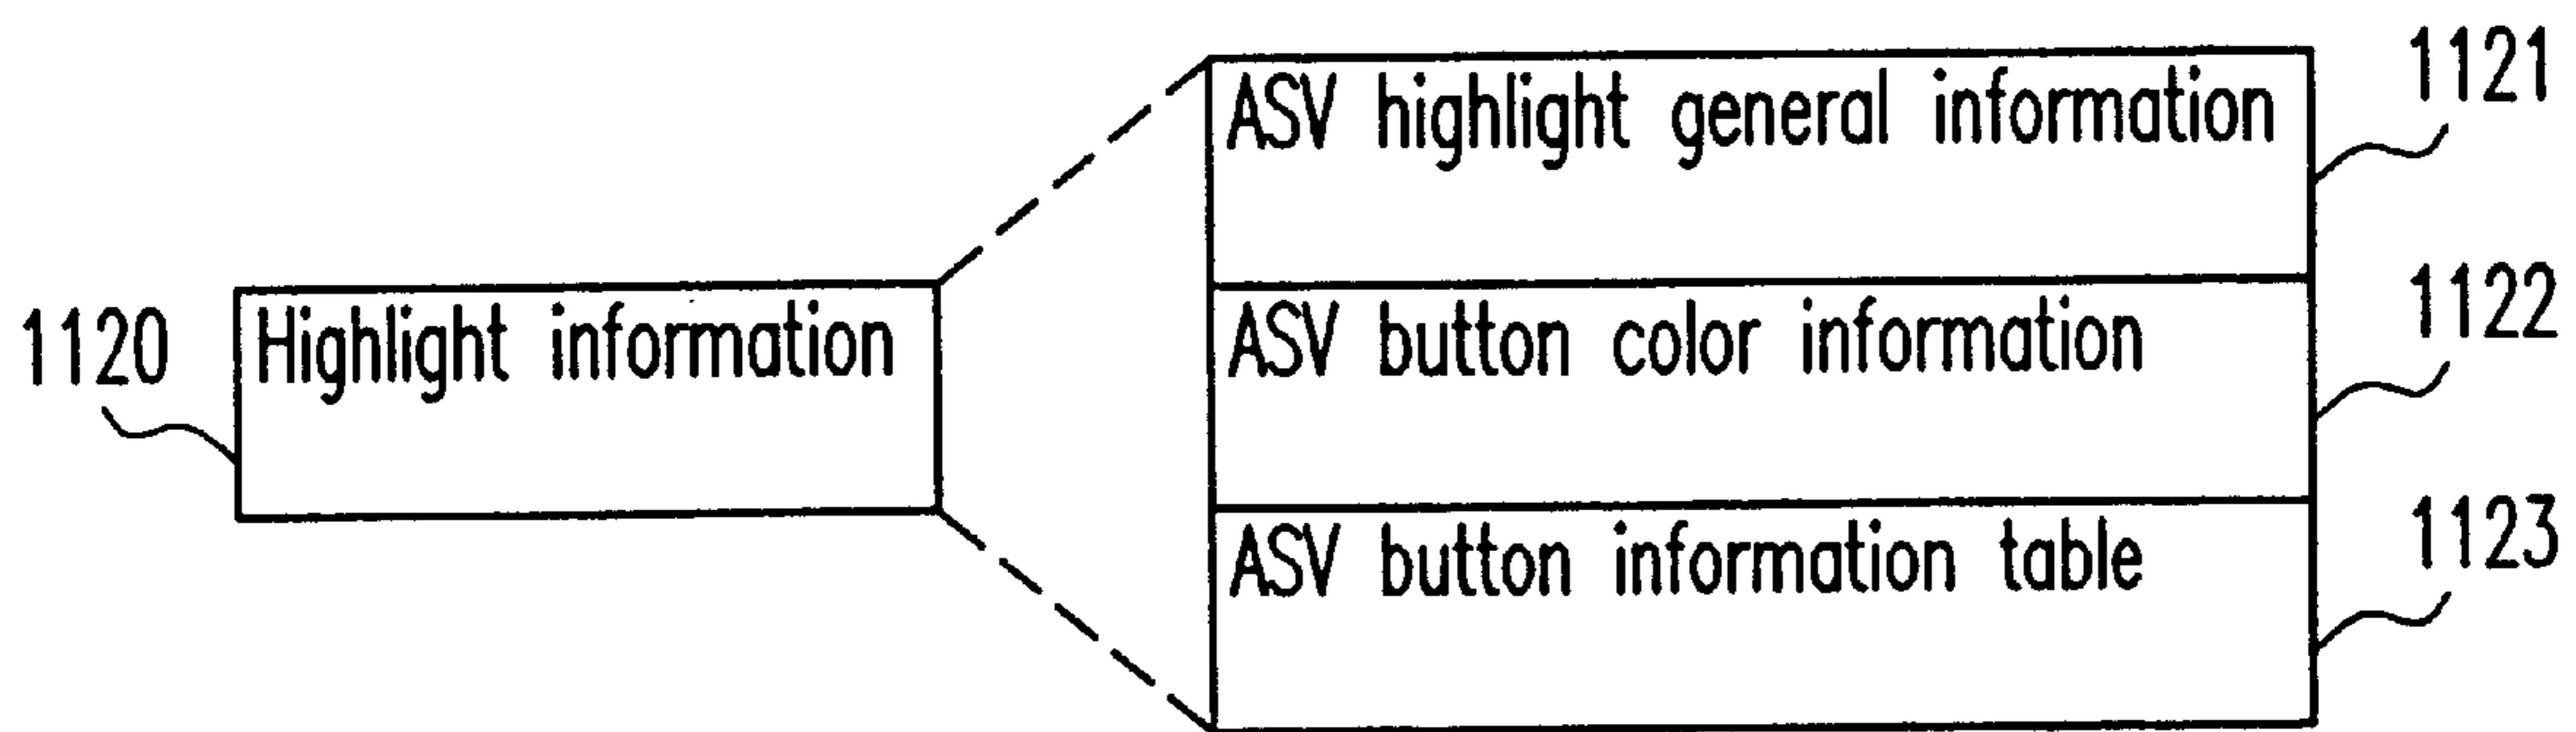 1120
Highlight information
ASV highlight general information
1121
ASV button color information
1122
ASV button information table
1123